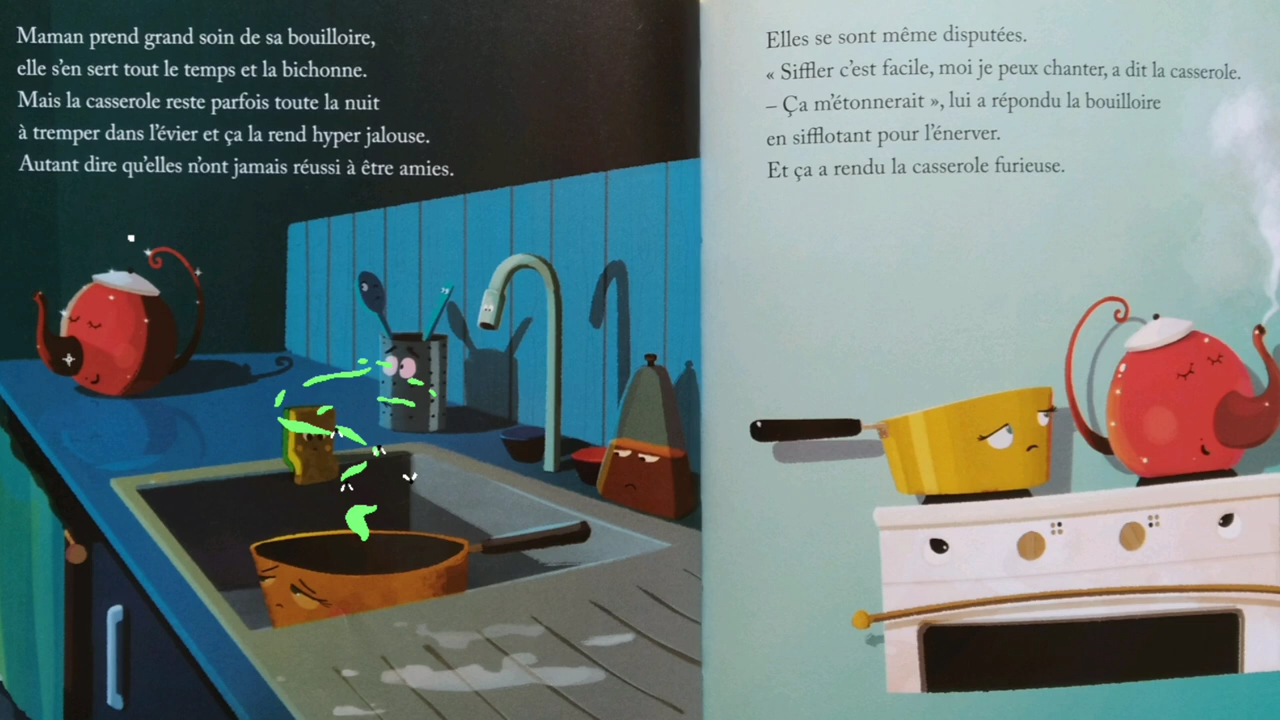 Maman prend grand soin de sa bouilloire,
elle s'en sert tout le temps et la bichonne.
Mais la casserole reste parfois toute la nuit
à tremper dans l'évier et ça la rend hyper jalouse.
Autant dire qu'elles n'ont jamais réussi à être amies.
Elles se sont même disputées.
« Siffler c'est facile, moi je peux chanter, a dit la casserole.
– Ça m'étonnerait », lui a répondu la bouilloire
en sifflotant pour l'énerver.
Et ça a rendu la casserole furieuse.